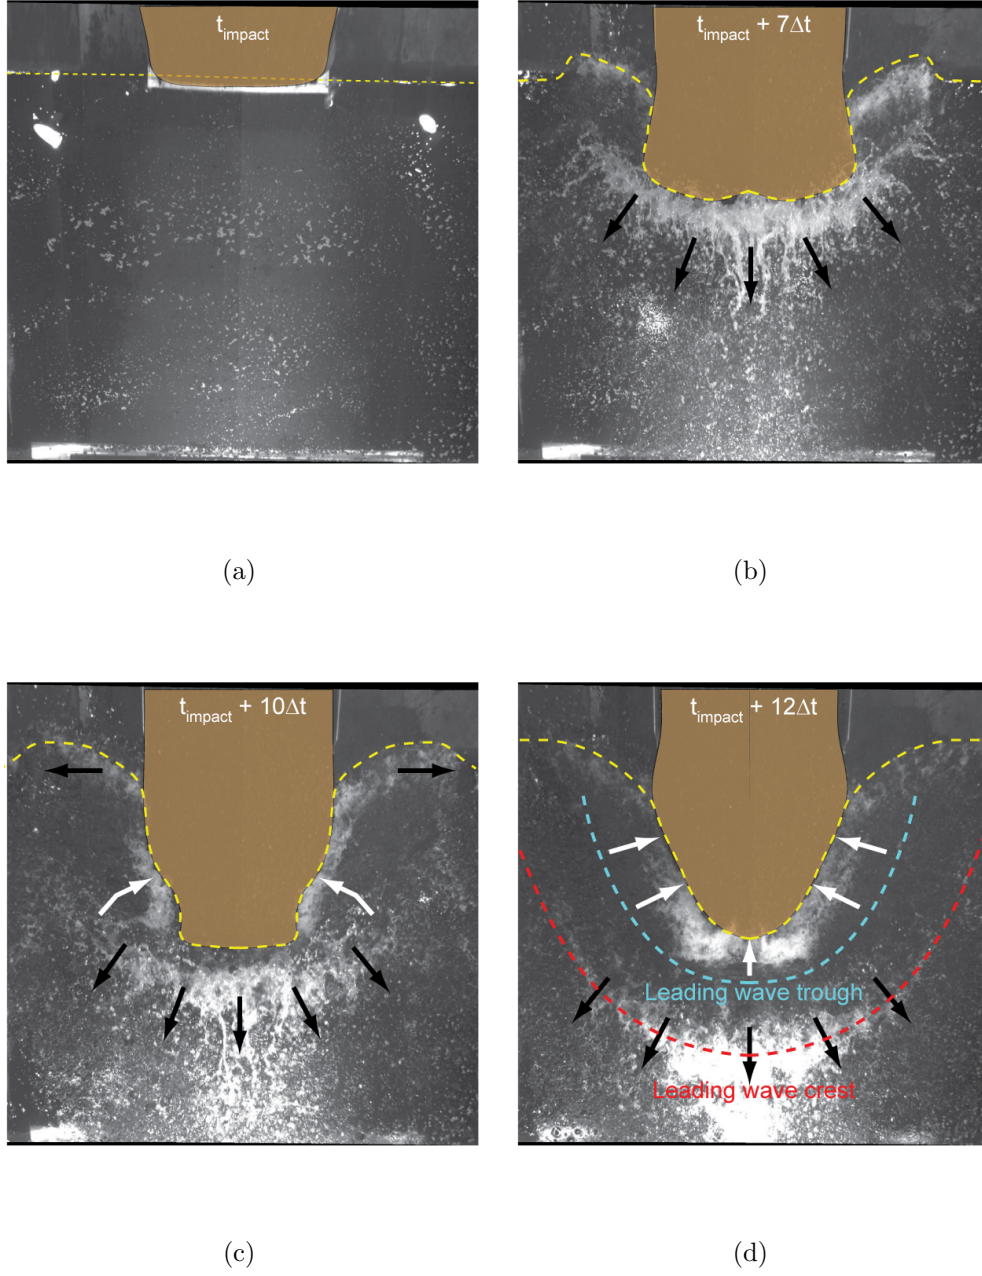 t_impact
t_impact + 7Δt
(a)
(b)
t_impact + 10Δt
t_impact + 12Δt
Leading wave trough
Leading wave crest
(c)
(d)